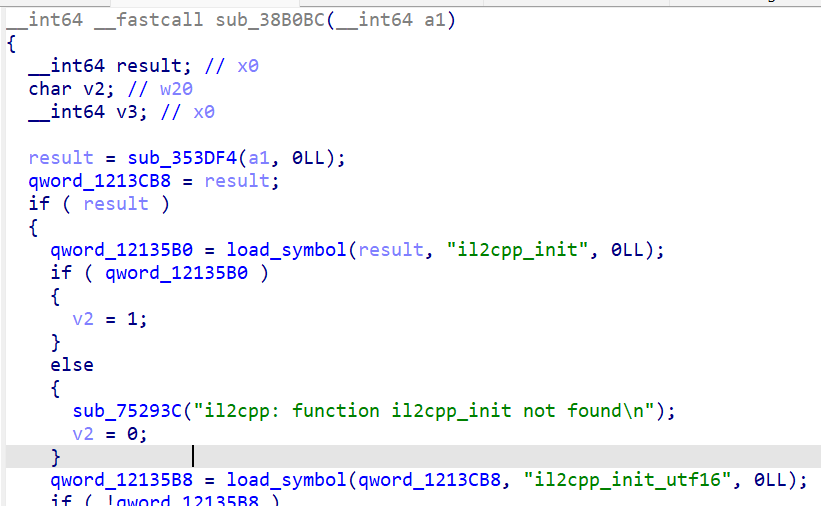 __int64 __fastcall sub_38B0BC(__int64 a1)
{
  __int64 result; // x0
  char v2; // w20
  __int64 v3; // x0

  result = sub_353DF4(a1, 0LL);
  qword_1213CB8 = result;
  if ( result )
  {
    qword_12135B0 = load_symbol(result, "il2cpp_init", 0LL);
    if ( qword_12135B0 )
    {
      v2 = 1;
    }
    else
    {
      sub_75293C("il2cpp: function il2cpp_init not found\n");
      v2 = 0;
    }
    qword_12135B8 = load_symbol(qword_1213CB8, "il2cpp_init_utf16", 0LL);
    if ( !qword_12135B8 )